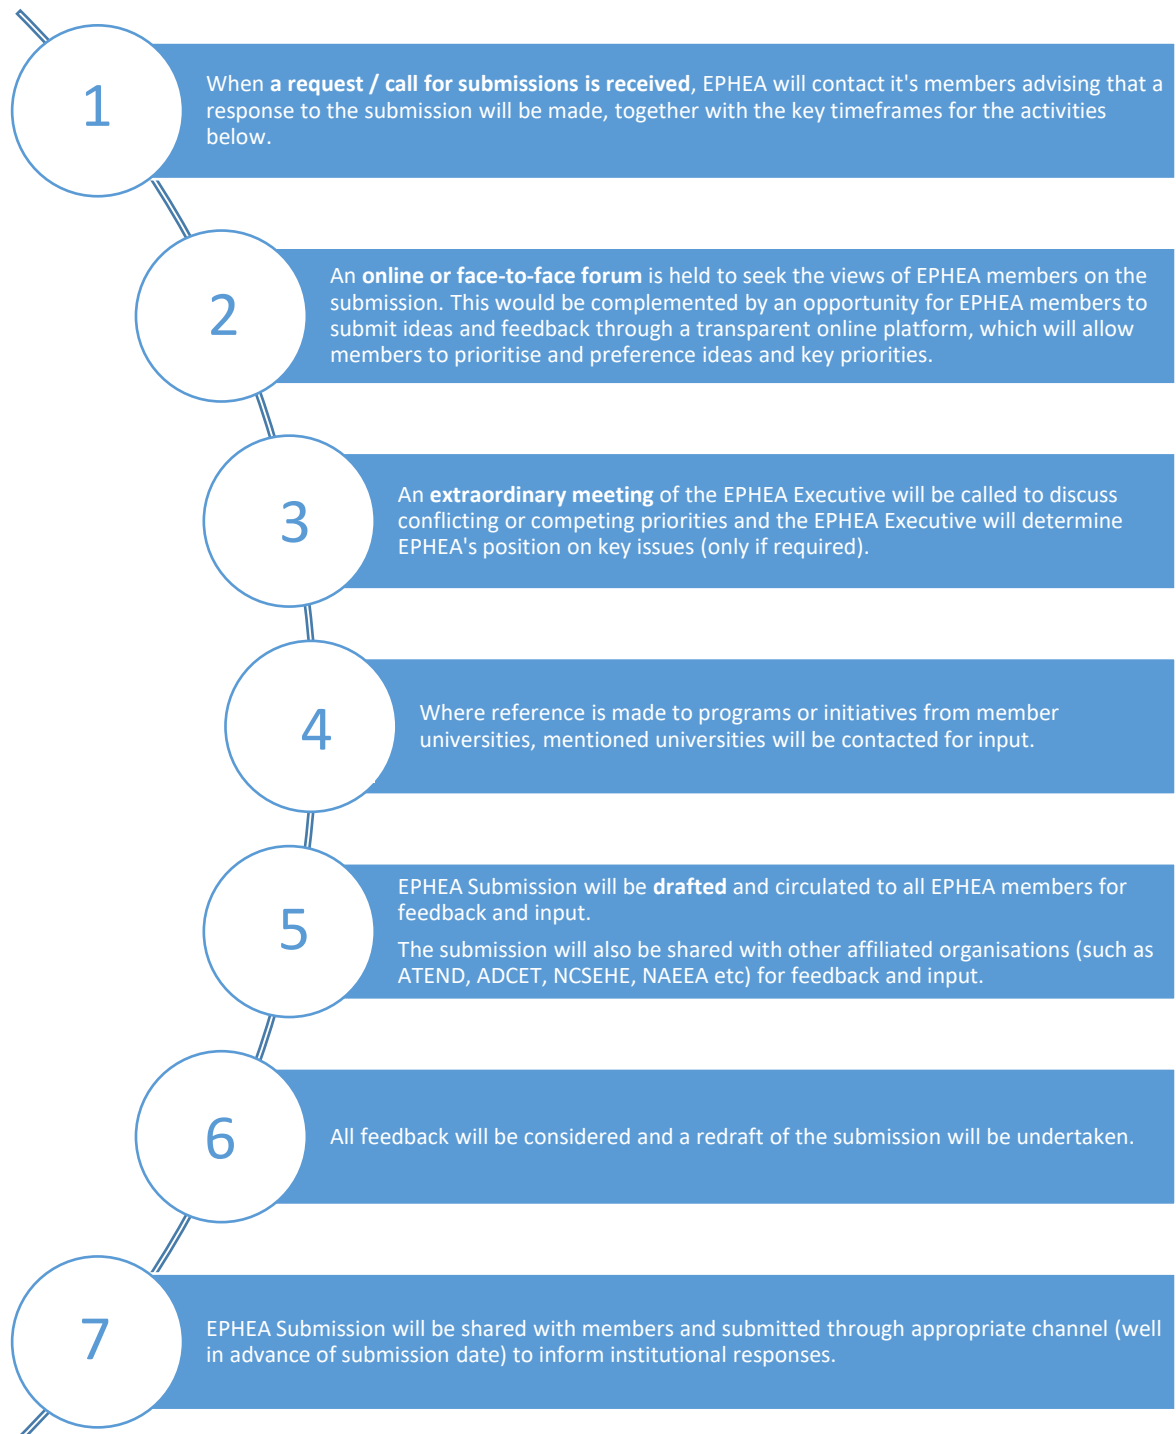 1
When a request / call for submissions is received, EPHEA will contact it's members advising that a
response to the submission will be made, together with the key timeframes for the activities
below.
2
An online or face-to-face forum is held to seek the views of EPHEA members on the
submission. This would be complemented by an opportunity for EPHEA members to
submit ideas and feedback through a transparent online platform, which will allow
members to prioritise and preference ideas and key priorities.
3
An extraordinary meeting of the EPHEA Executive will be called to discuss
conflicting or competing priorities and the EPHEA Executive will determine
EPHEA's position on key issues (only if required).
4
Where reference is made to programs or initiatives from member
universities, mentioned universities will be contacted for input.
5
EPHEA Submission will be drafted and circulated to all EPHEA members for
feedback and input.
The submission will also be shared with other affiliated organisations (such as
ATEND, ADCET, NCSEHE, NAEEA etc) for feedback and input.
6
All feedback will be considered and a redraft of the submission will be undertaken.
7
EPHEA Submission will be shared with members and submitted through appropriate channel (well
in advance of submission date) to inform institutional responses.